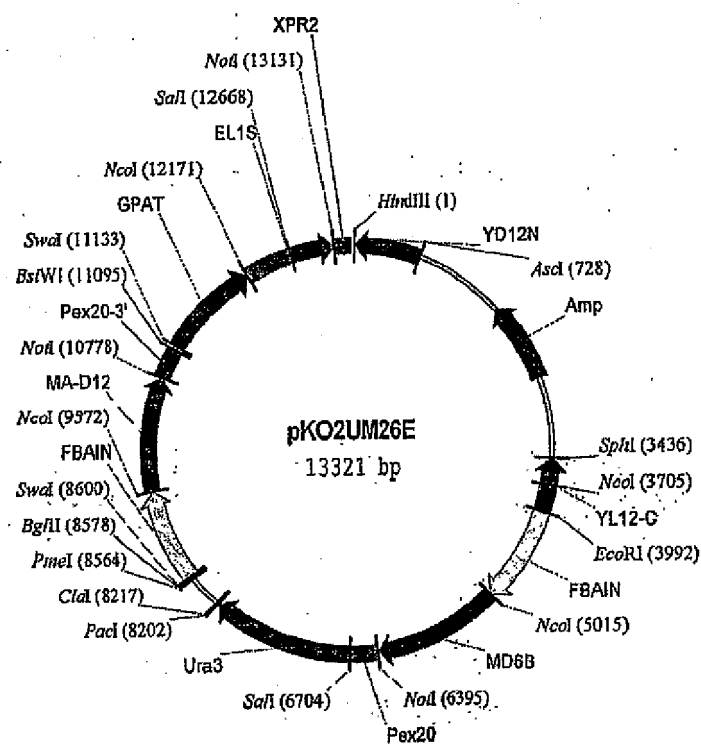 XPR2
NotI (13131)
SalI (12668)
EL1S
NcoI (12171)
GPAT
SwaI (11133)
BsiWI (11095)
Pex20-3'
NotI (10778)
MA-D12
NcoI (9372)
FBAIN
SwaI (8600)
BglII (8578)
PmeI (8564)
ClaI (8217)
PacI (8202)
Ura3
SalI (6704)
Pex20
NotI (6395)
MD6B
NcoI (5015)
FBAIN
EcoRI (3992)
YL12-C
NcoI (3705)
SphI (3436)
Amp
AscI (728)
YD12N
HindIII (1)
pKO2UM26E
13321 bp